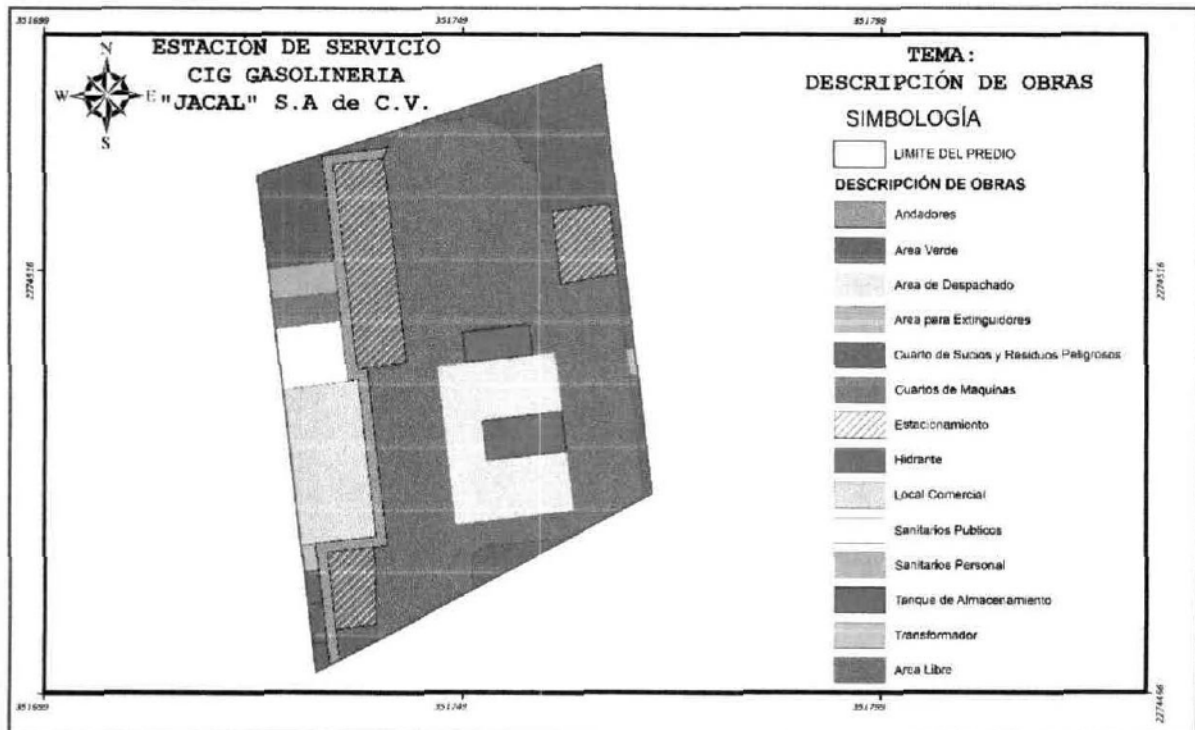 351699 351749 351799
N
W E
S
ESTACIÓN DE SERVICIO
CIG GASOLINERIA
"JACAL" S.A de C.V.
TEMA:
DESCRIPCIÓN DE OBRAS
SIMBOLOGÍA
LIMITE DEL PREDIO
DESCRIPCIÓN DE OBRAS
Andadores
Area Verde
Area de Despachado
Area para Extinguidores
Cuarto de Sucios y Residuos Peligrosos
Cuartos de Maquinas
Estacionamiento
Hidrante
Local Comercial
Sanitarios Publicos
Sanitarios Personal
Tanque de Almacenamiento
Transformador
Area Libre
2274516
2274516
2274466
351699 351749 351799